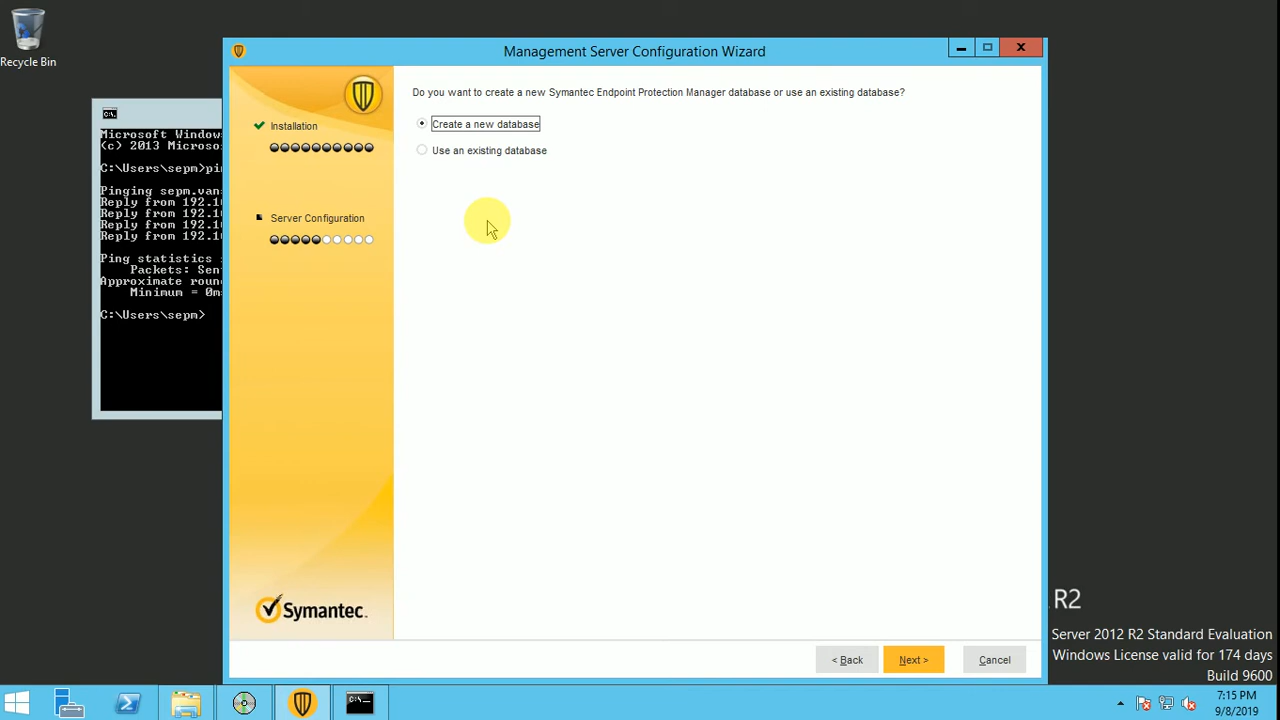 Recycle Bin
Management Server Configuration Wizard
Microsoft Window
(c) 2013 Microso
C:\Users\sepm>pi
Pinging sepm.van
Reply from 192.1
Reply from 192.1
Reply from 192.1
Reply from 192.1
Ping statistics
Packets: Sen
Approximate roun
Minimum = 0m
C:\Users\sepm>
Installation
Server Configuration
Symantec.
Do you want to create a new Symantec Endpoint Protection Manager database or use an existing database?
Create a new database
Use an existing database
< Back
Next >
Cancel
R2
Server 2012 R2 Standard Evaluation
Windows License valid for 174 days
Build 9600
7:15 PM
9/8/2019